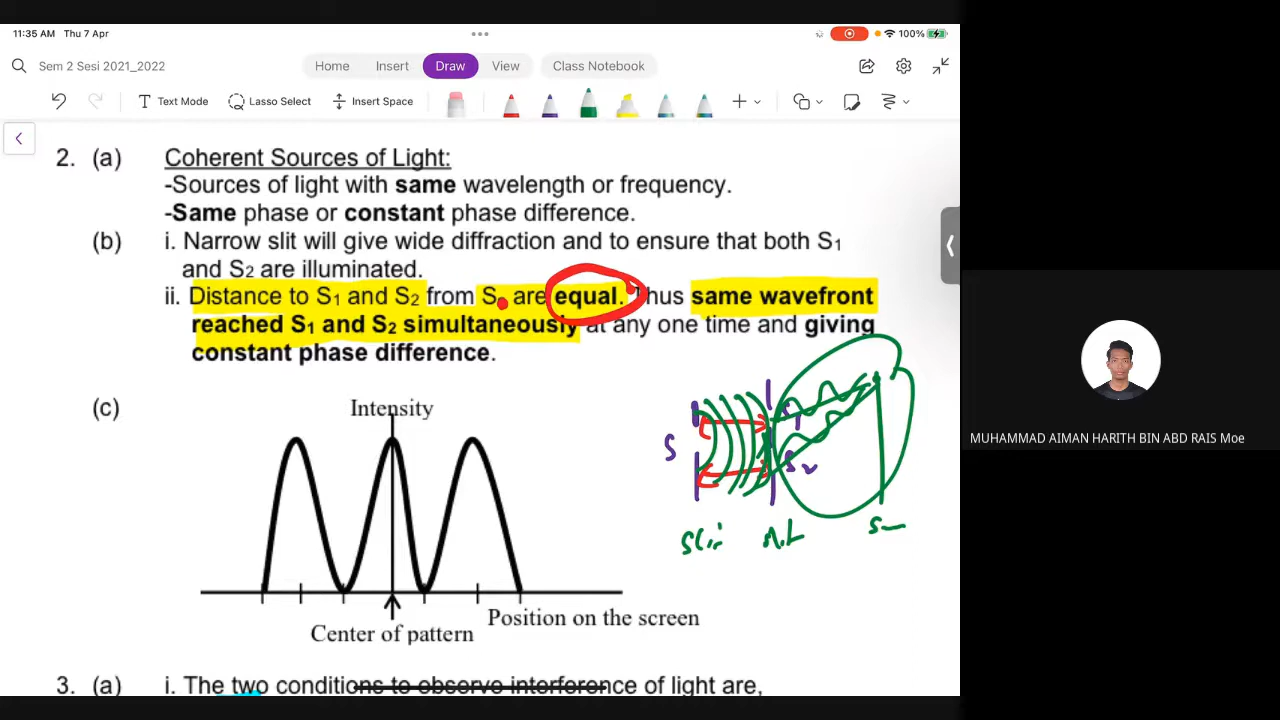 11:35 AM Thu 7 Apr
100%
Sem 2 Sesi 2021_2022
Home Insert Draw View Class Notebook
Text Mode Lasso Select Insert Space
2. (a) Coherent Sources of Light:
-Sources of light with same wavelength or frequency.
-Same phase or constant phase difference.
(b) i. Narrow slit will give wide diffraction and to ensure that both S1
and S2 are illuminated.
ii. Distance to S1 and S2 from S are equal. Thus same wavefront
reached S1 and S2 simultaneously at any one time and giving
constant phase difference.
(c) Intensity
S S1
S2
Position on the screen
Center of pattern
3. (a) i. The two conditions to observe interference of light are,
MUHAMMAD AIMAN HARITH BIN ABD RAIS Moe